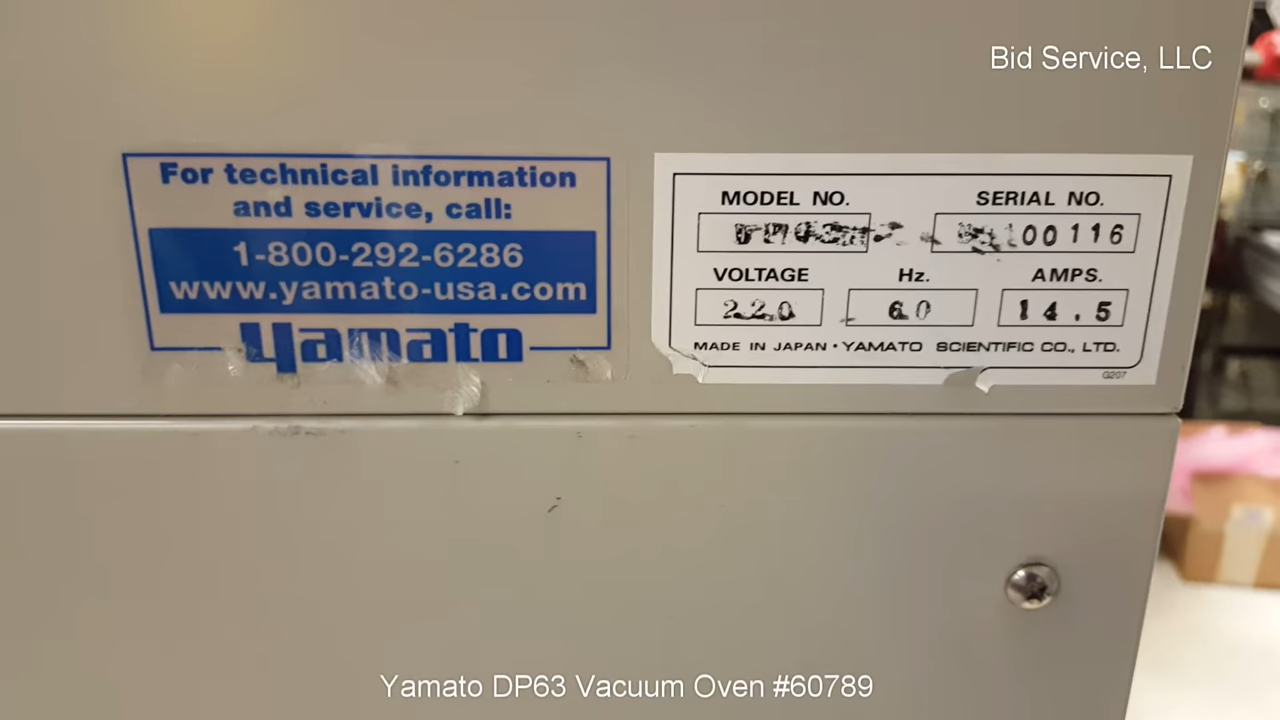 Bid Service, LLC
For technical information
and service, call:
1-800-292-6286
www.yamato-usa.com
yamato
MODEL NO. SERIAL NO.
VOLTAGE Hz. AMPS.
220 60 14.5
MADE IN JAPAN · YAMATO SCIENTIFIC CO., LTD.
G207
Yamato DP63 Vacuum Oven #60789